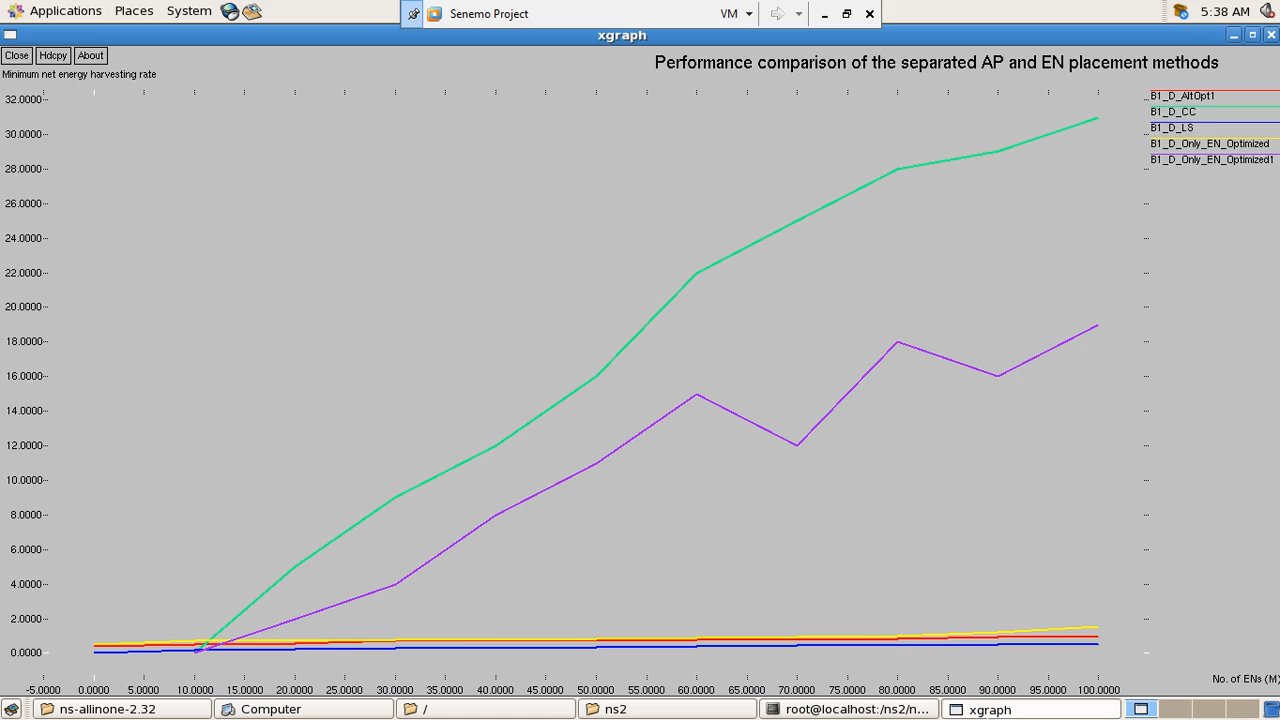 Applications Places System
Senemo Project
VM
5:38 AM
xgraph
Close Hdcpy About
Performance comparison of the separated AP and EN placement methods
Minimum net energy harvesting rate
B1_D_AltOpt1
B1_D_CC
B1_D_LS
B1_D_Only_EN_Optimized
B1_D_Only_EN_Optimized1
32.0000
30.0000
28.0000
26.0000
24.0000
22.0000
20.0000
18.0000
16.0000
14.0000
12.0000
10.0000
8.0000
6.0000
4.0000
2.0000
0.0000
No. of ENs (M)
-5.0000 0.0000 5.0000 10.0000 15.0000 20.0000 25.0000 30.0000 35.0000 40.0000 45.0000 50.0000 55.0000 60.0000 65.0000 70.0000 75.0000 80.0000 85.0000 90.0000 95.0000 100.0000
ns-allinone-2.32 Computer / ns2 root@localhost:/ns2/n... xgraph